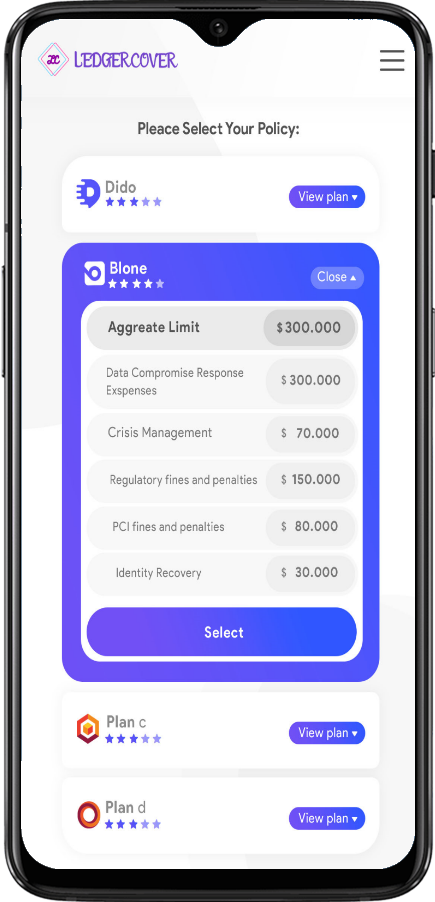 LEDGERCOVER
Pleace Select Your Policy:
Dido
View plan
Blone
Close
Aggreate Limit $300.000
Data Compromise Response
Exspenses
$300.000
Crisis Management $ 70.000
Regulatory fines and penalties $ 150.000
PCI fines and penalties $ 80.000
Identity Recovery $ 30.000
Select
Plan c
View plan
Plan d
View plan